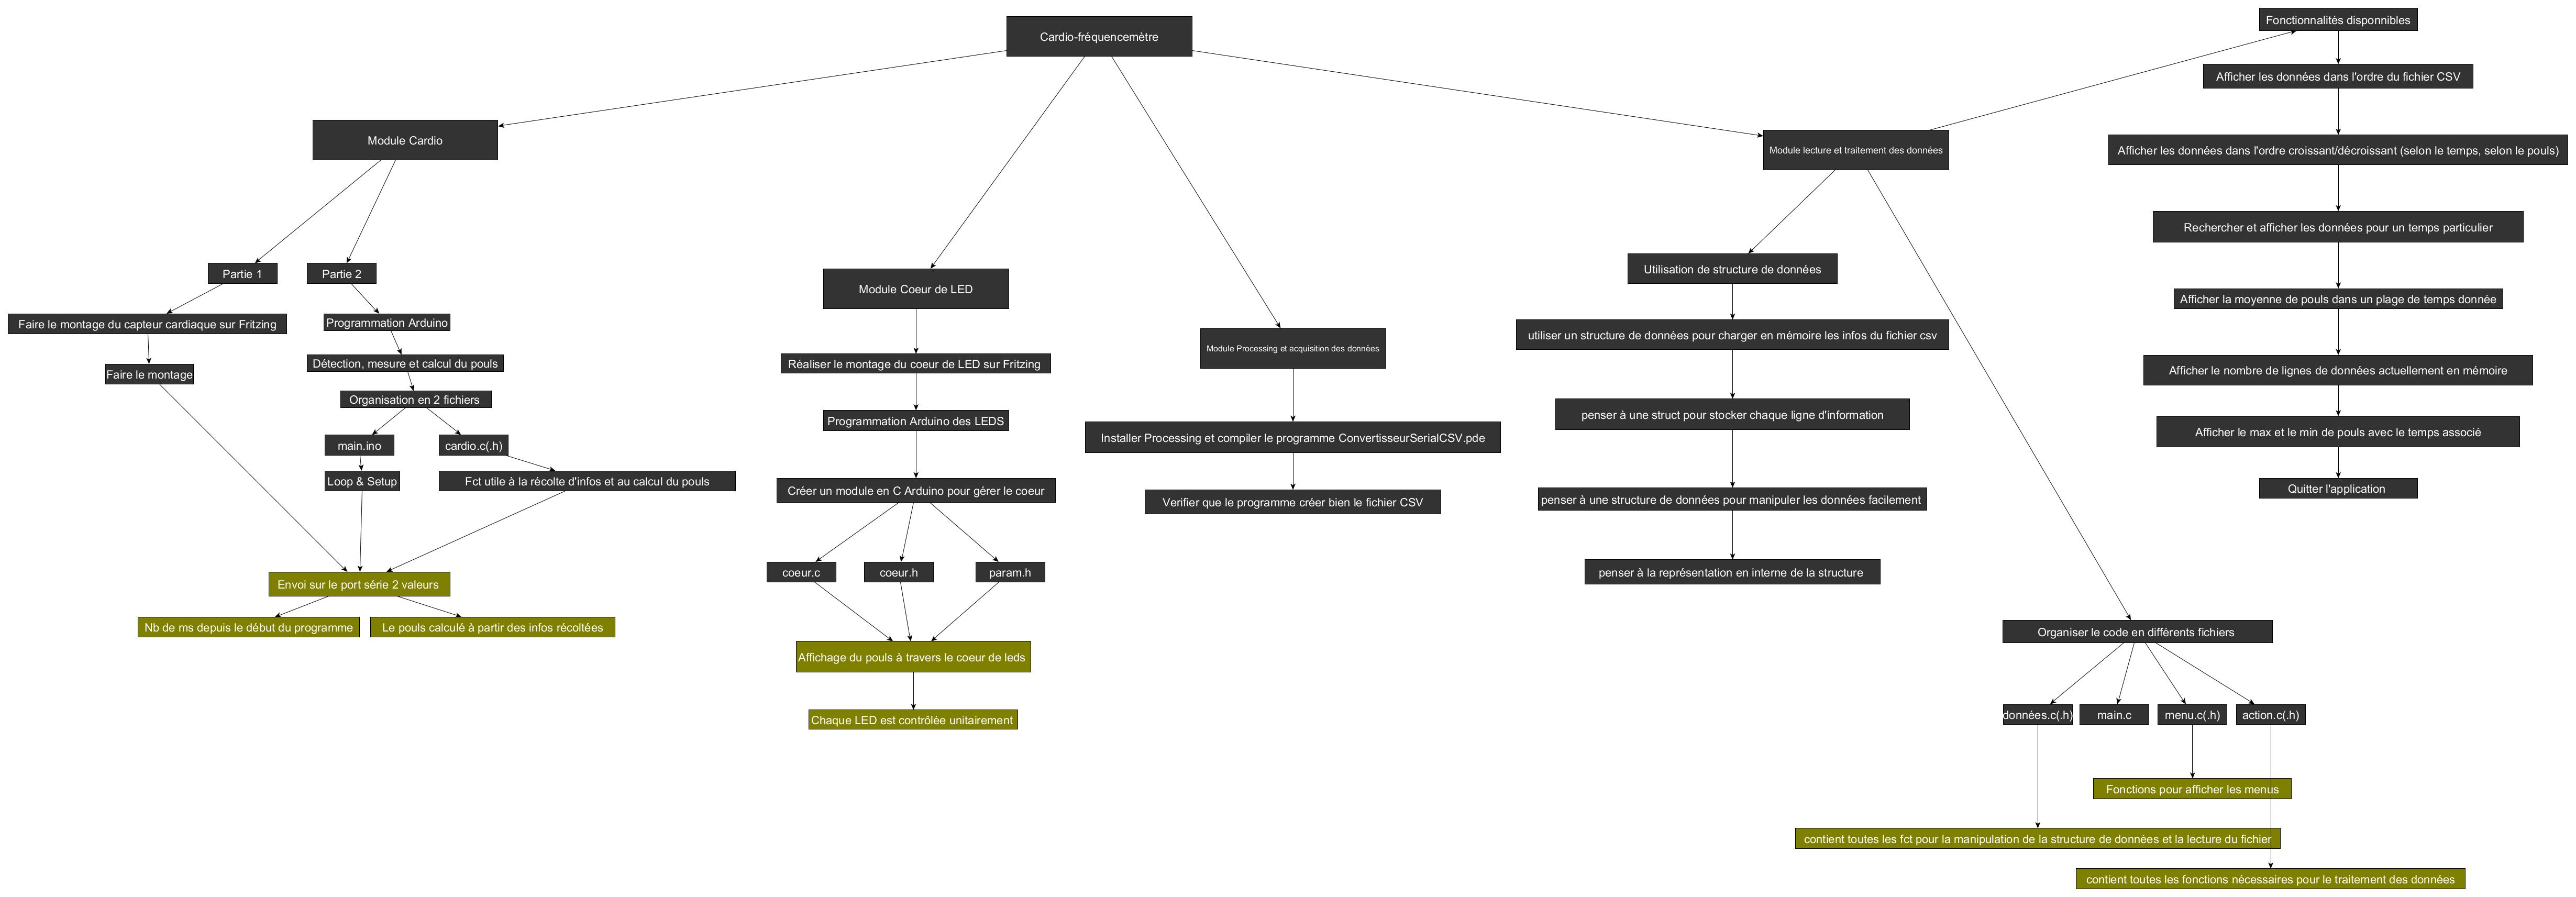 Cardio-fréquencemètre
Module Cardio
Partie 1
Partie 2
Faire le montage du capteur cardiaque sur Fritzing
Faire le montage
Programmation Arduino
Détection, mesure et calcul du pouls
Organisation en 2 fichiers
main.ino
cardio.c(.h)
Loop & Setup
Fct utile à la récolte d'infos et au calcul du pouls
Envoi sur le port série 2 valeurs
Nb de ms depuis le début du programme
Le pouls calculé à partir des infos récoltées
Module Coeur de LED
Réaliser le montage du coeur de LED sur Fritzing
Programmation Arduino des LEDS
Créer un module en C Arduino pour gérer le coeur
coeur.c
coeur.h
param.h
Affichage du pouls à travers le coeur de leds
Chaque LED est contrôlée unitairement
Module Processing et acquisition des données
Installer Processing et compiler le programme ConvertisseurSerialCSV.pde
Verifier que le programme créer bien le fichier CSV
Module lecture et traitement des données
Utilisation de structure de données
utiliser un structure de données pour charger en mémoire les infos du fichier csv
penser à une struct pour stocker chaque ligne d'information
penser à une structure de données pour manipuler les données facilement
penser à la représentation en interne de la structure
Organiser le code en différents fichiers
données.c(.h)
main.c
menu.c(.h)
action.c(.h)
Fonctions pour afficher les menus
contient toutes les fct pour la manipulation de la structure de données et la lecture du fichier
contient toutes les fonctions nécessaires pour le traitement des données
Fonctionnalités disponnibles
Afficher les données dans l'ordre du fichier CSV
Afficher les données dans l'ordre croissant/décroissant (selon le temps, selon le pouls)
Rechercher et afficher les données pour un temps particulier
Afficher la moyenne de pouls dans un plage de temps donnée
Afficher le nombre de lignes de données actuellement en mémoire
Afficher le max et le min de pouls avec le temps associé
Quitter l'application